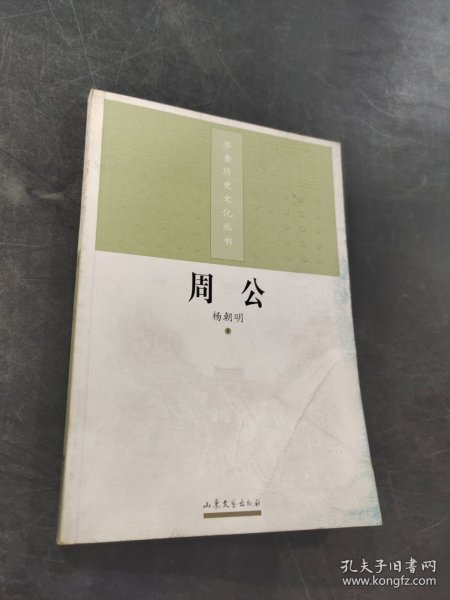 齐鲁历史文化丛书
周公
杨朝明
著
山东文艺出版社
孔夫子旧书网
www.kongfz.com